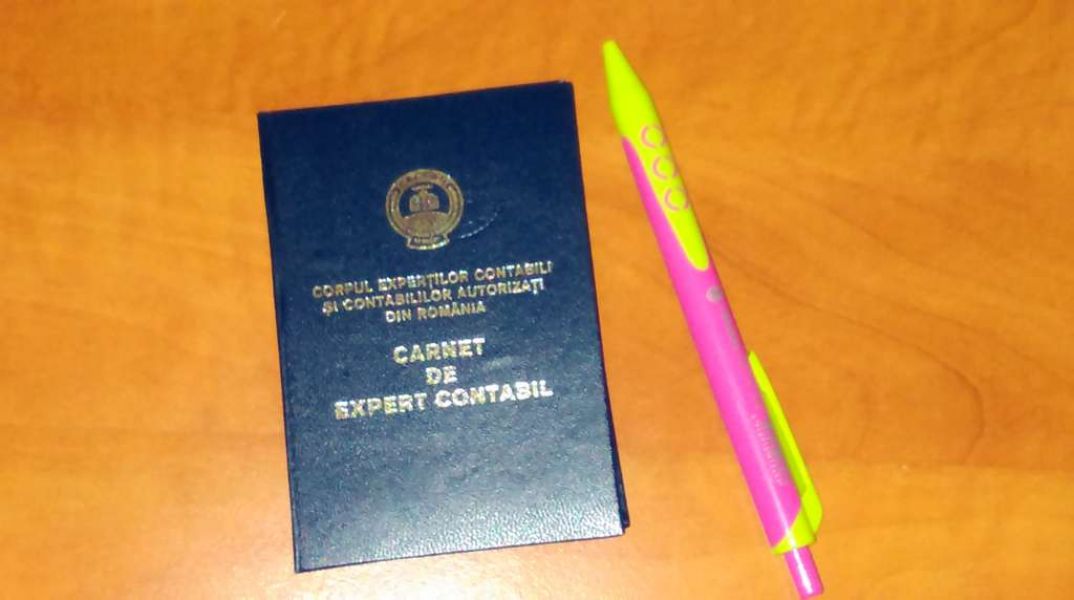 CORPUL EXPERȚILOR CONTABILI
ȘI CONTABILILOR AUTORIZAȚI
DIN ROMÂNIA
CARNET
DE
EXPERT CONTABIL